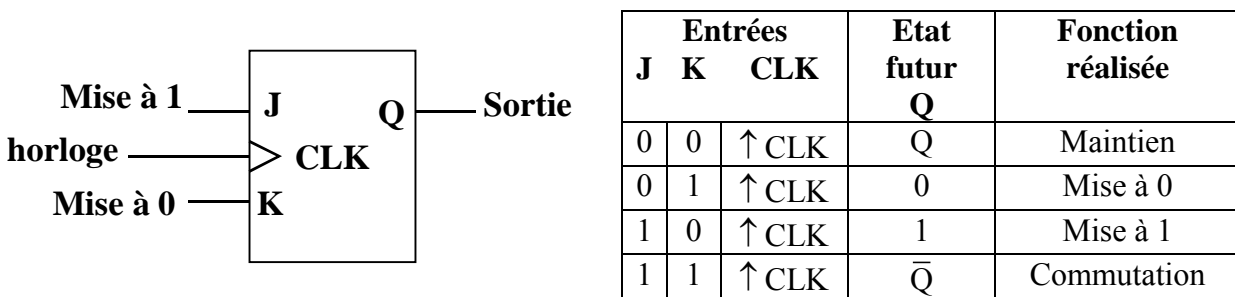 Mise à 1 J Q Sortie
horloge CLK
Mise à 0 K
Entrées Etat Fonction
J K CLK futur réalisée
Q
0 0 ↑ CLK Q Maintien
0 1 ↑ CLK 0 Mise à 0
1 0 ↑ CLK 1 Mise à 1
1 1 ↑ CLK Q̅ Commutation